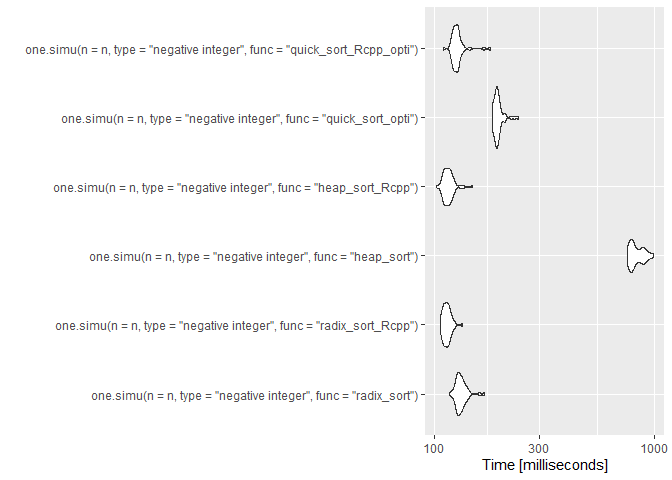 one.simu(n = n, type = "negative integer", func = "quick_sort_Rcpp_opti")
one.simu(n = n, type = "negative integer", func = "quick_sort_opti")
one.simu(n = n, type = "negative integer", func = "heap_sort_Rcpp")
one.simu(n = n, type = "negative integer", func = "heap_sort")
one.simu(n = n, type = "negative integer", func = "radix_sort_Rcpp")
one.simu(n = n, type = "negative integer", func = "radix_sort")
100 300 1000
Time [milliseconds]